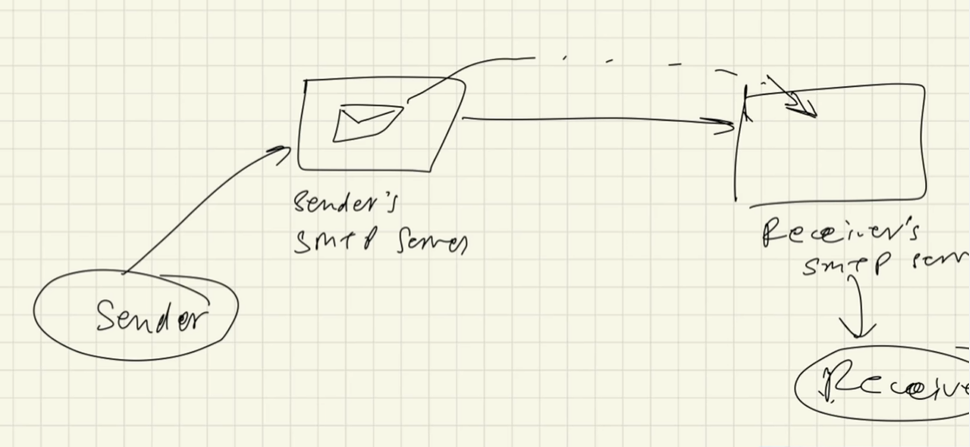 Sender's
SMTP Server
Receiver's
SMTP serv
Sender
Receive